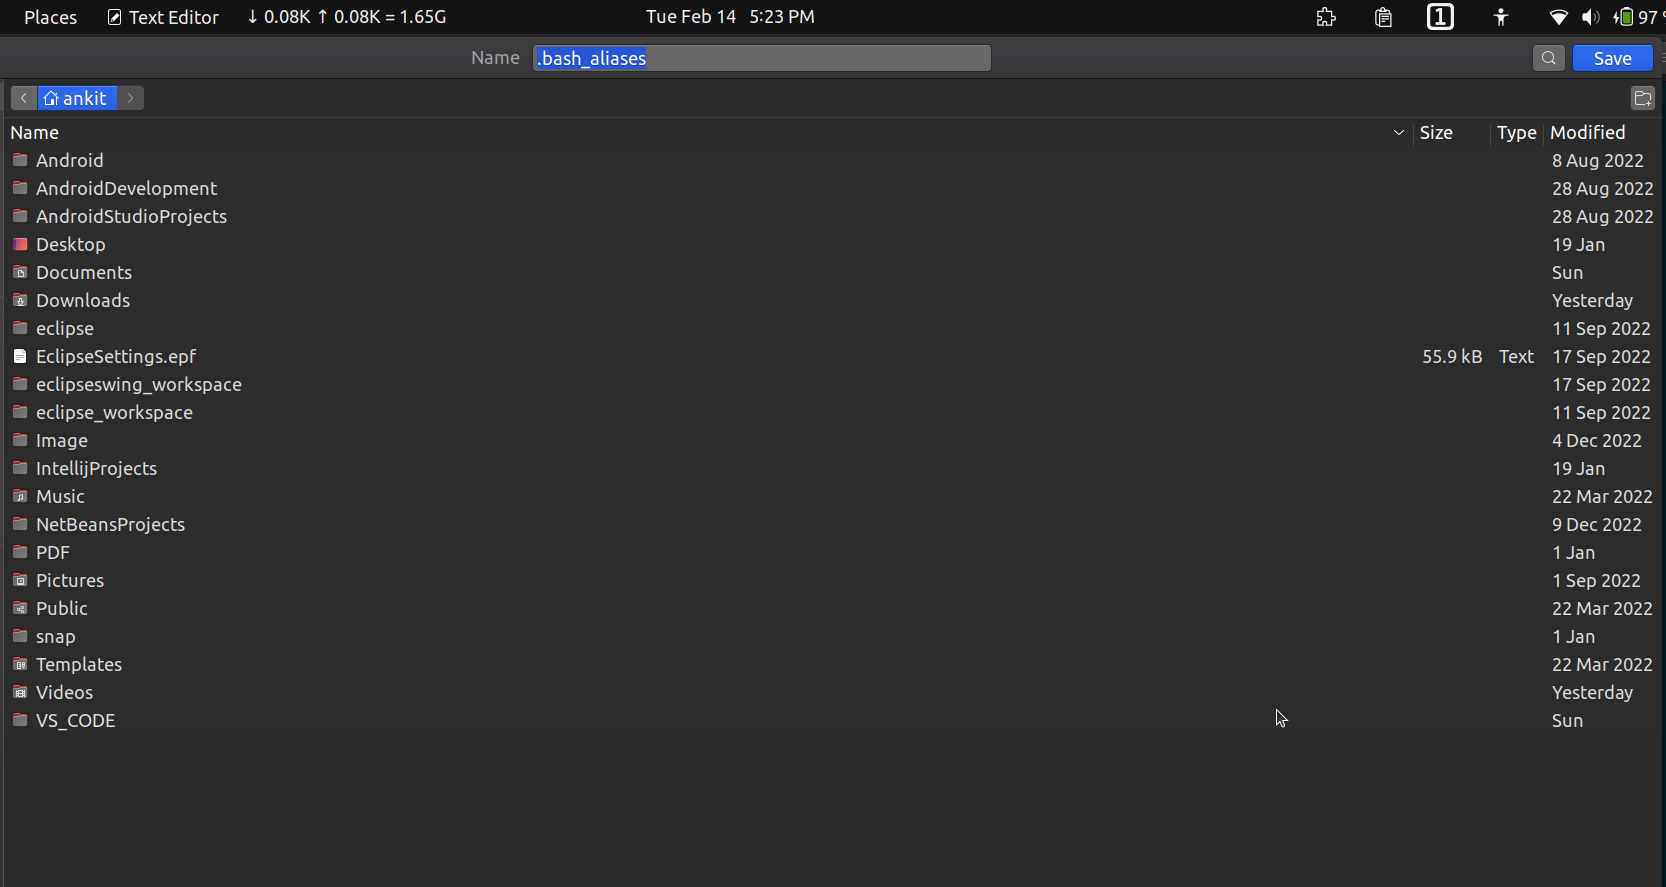 Places Text Editor ↓ 0.08K ↑ 0.08K = 1.65G Tue Feb 14 5:23 PM 1 97 %
Name .bash_aliases Save
ankit
Name Size Type Modified
Android 8 Aug 2022
AndroidDevelopment 28 Aug 2022
AndroidStudioProjects 28 Aug 2022
Desktop 19 Jan
Documents Sun
Downloads Yesterday
eclipse 11 Sep 2022
EclipseSettings.epf 55.9 kB Text 17 Sep 2022
eclipseswing_workspace 17 Sep 2022
eclipse_workspace 11 Sep 2022
Image 4 Dec 2022
IntellijProjects 19 Jan
Music 22 Mar 2022
NetBeansProjects 9 Dec 2022
PDF 1 Jan
Pictures 1 Sep 2022
Public 22 Mar 2022
snap 1 Jan
Templates 22 Mar 2022
Videos Yesterday
VS_CODE Sun